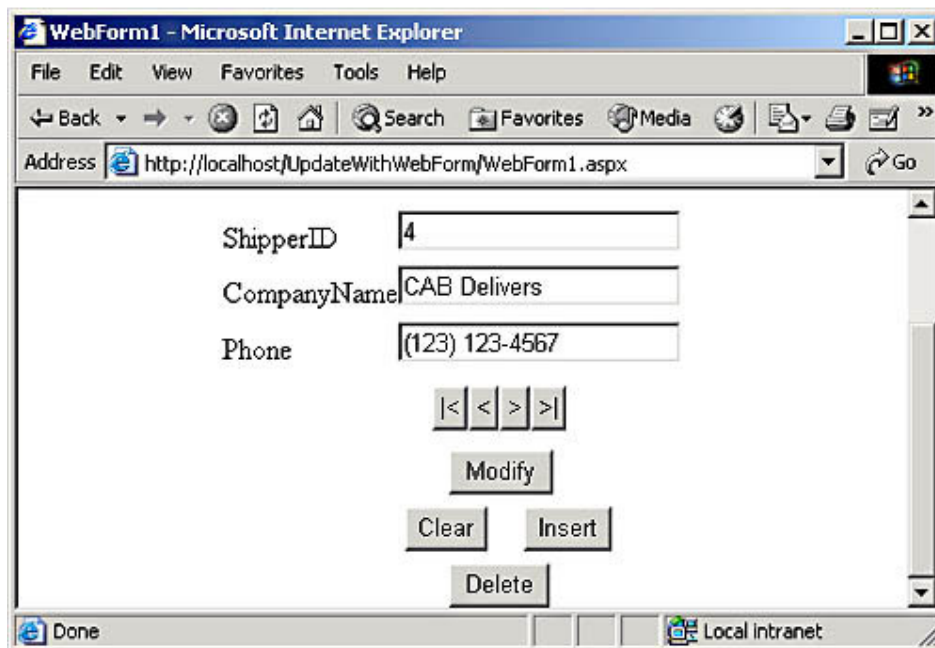 WebForm1 - Microsoft Internet Explorer
File Edit View Favorites Tools Help
Back Search Favorites Media »
Address http://localhost/UpdateWithWebForm/WebForm1.aspx Go
ShipperID 4
CompanyName CAB Delivers
Phone (123) 123-4567
|< < > >|
Modify
Clear Insert
Delete
Done Local intranet